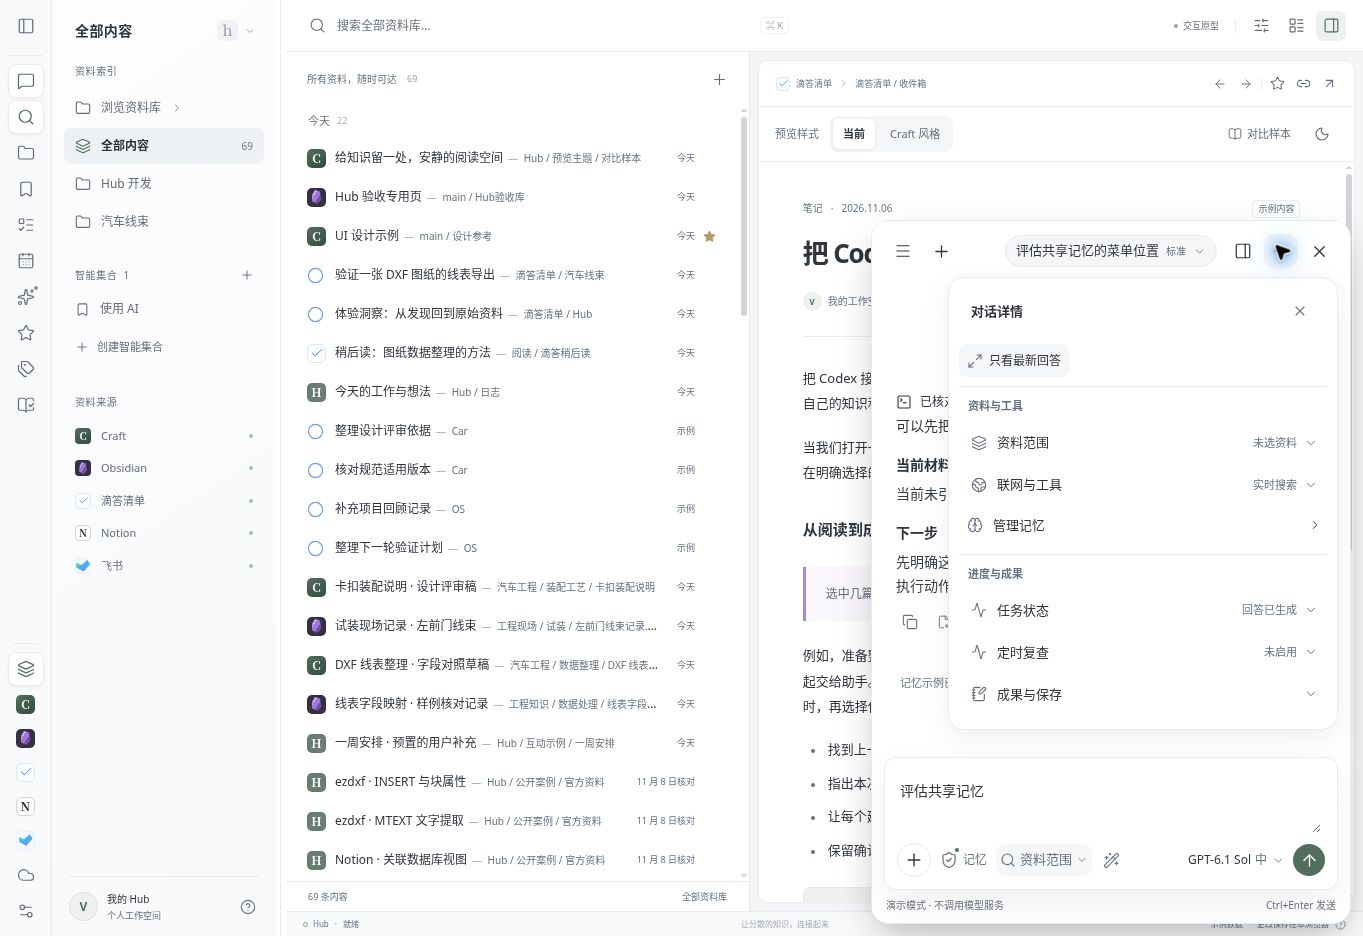 全部内容
h
资料索引
浏览资料库
全部内容 69
Hub 开发
汽车线束
智能集合 1
使用 AI
创建智能集合
资料来源
C Craft
Obsidian
滴答清单
N Notion
飞书
C
N
V 我的 Hub
个人工作空间
搜索全部资料库...
⌘ K
交互原型
所有资料，随时可达 69
今天 22
C 给知识留一处，安静的阅读空间 — Hub / 预览主题 / 对比样本 今天
Hub 验收专用页 — main / Hub验收库 今天
C UI 设计示例 — main / 设计参考 今天
验证一张 DXF 图纸的线表导出 — 滴答清单 / 汽车线束 今天
体验洞察：从发现回到原始资料 — 滴答清单 / Hub 今天
稍后读：图纸数据整理的方法 — 阅读 / 滴答稍后读 今天
H 今天的工作与想法 — Hub / 日志 今天
整理设计评审依据 — Car 示例
核对规范适用版本 — Car 示例
补充项目回顾记录 — OS 示例
整理下一轮验证计划 — OS 示例
C 卡扣装配说明 · 设计评审稿 — 汽车工程 / 装配工艺 / 卡扣装配说明 今天
试装现场记录 · 左前门线束 — 工程现场 / 试装 / 左前门线束记录.... 今天
C DXF 线表整理 · 字段对照草稿 — 汽车工程 / 数据整理 / DXF 线表... 今天
线表字段映射 · 样例核对记录 — 工程知识 / 数据处理 / 线表字段... 今天
H 一周安排 · 预置的用户补充 — Hub / 互动示例 / 一周安排 今天
H ezdxf · INSERT 与块属性 — Hub / 公开案例 / 官方资料 11 月 8 日核对
H ezdxf · MTEXT 文字提取 — Hub / 公开案例 / 官方资料 11 月 8 日核对
H Notion · 关联数据库视图 — Hub / 公开案例 / 官方资料 11 月 8 日核对
69 条内容 全部资料库
Hub · 就绪
让分散的知识，连接起来
滴答清单 滴答清单 / 收件箱
预览样式 当前 Craft 风格 对比样本
笔记 · 2026.11.06 示例内容
把 Cod
V 我的工作空
把 Codex 接
自己的知识
当我们打开一
在明确选择的
从阅读到成
选中几篇
例如，准备
起交给助手。
时，再选择
找到上一
指出本次
让每个
保留确认
评估共享记忆的菜单位置 标准
已核对
可以先把
当前材料
当前未引
下一步
先明确这
执行动作
记忆示例已
对话详情
只看最新回答
资料与工具
资料范围 未选资料
联网与工具 实时搜索
管理记忆
进度与成果
任务状态 回答已生成
定时复查 未启用
成果与保存
评估共享记忆
记忆 资料范围 GPT-6.1 Sol 中
演示模式 · 不调用模型服务 Ctrl+Enter 发送